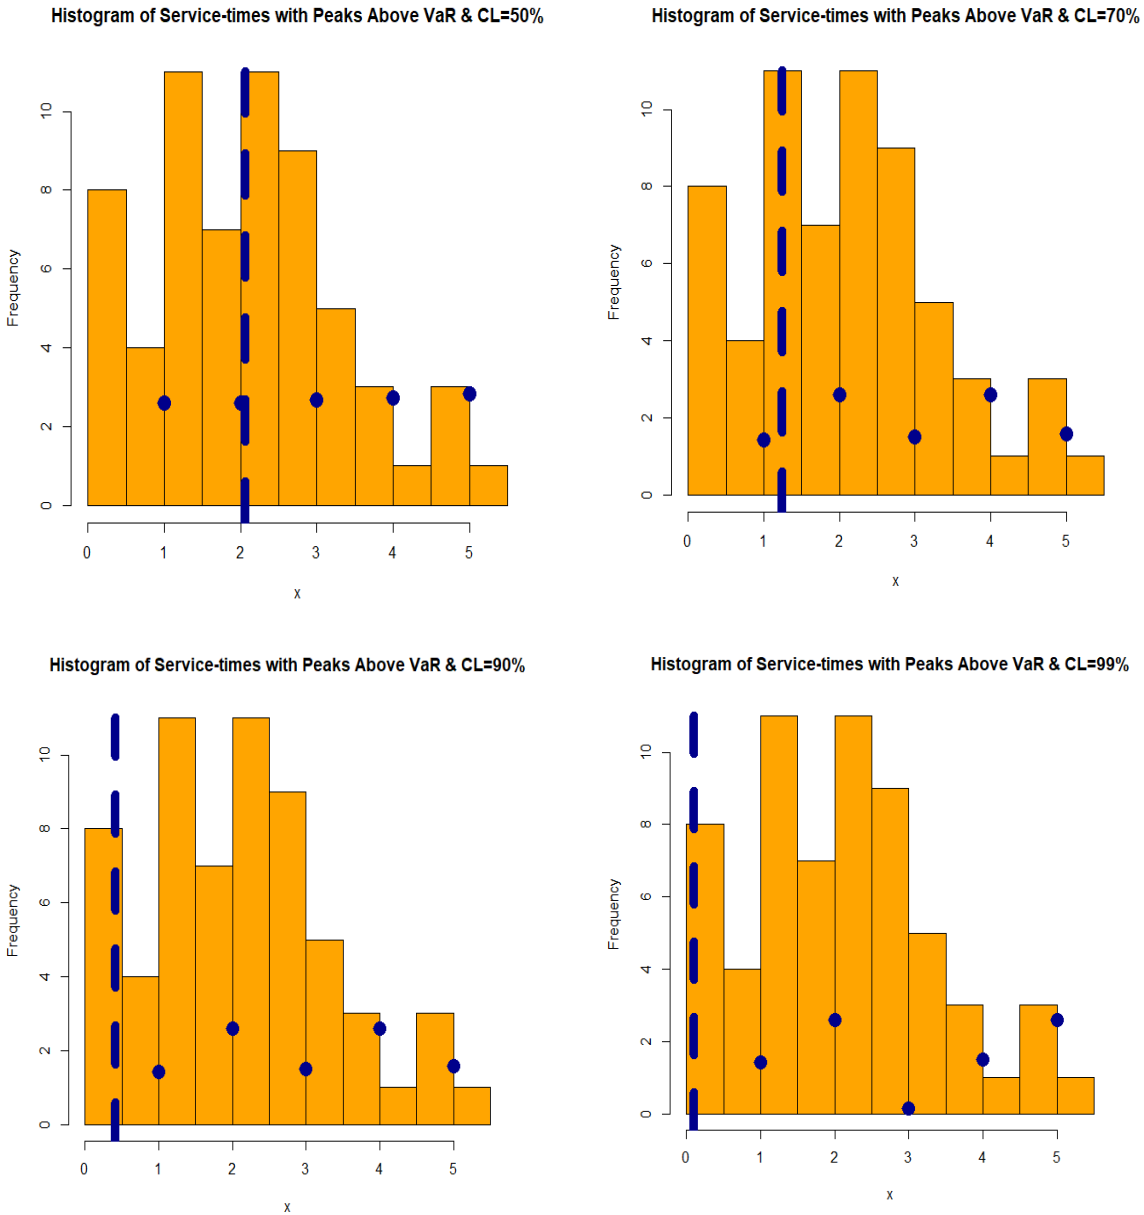 Histogram of Service-times with Peaks Above VaR & CL=50%
Frequency
0 2 4 6 8 10
0 1 2 3 4 5
x
Histogram of Service-times with Peaks Above VaR & CL=70%
Frequency
0 2 4 6 8 10
0 1 2 3 4 5
x
Histogram of Service-times with Peaks Above VaR & CL=90%
Frequency
0 2 4 6 8 10
0 1 2 3 4 5
x
Histogram of Service-times with Peaks Above VaR & CL=99%
Frequency
0 2 4 6 8 10
0 1 2 3 4 5
x